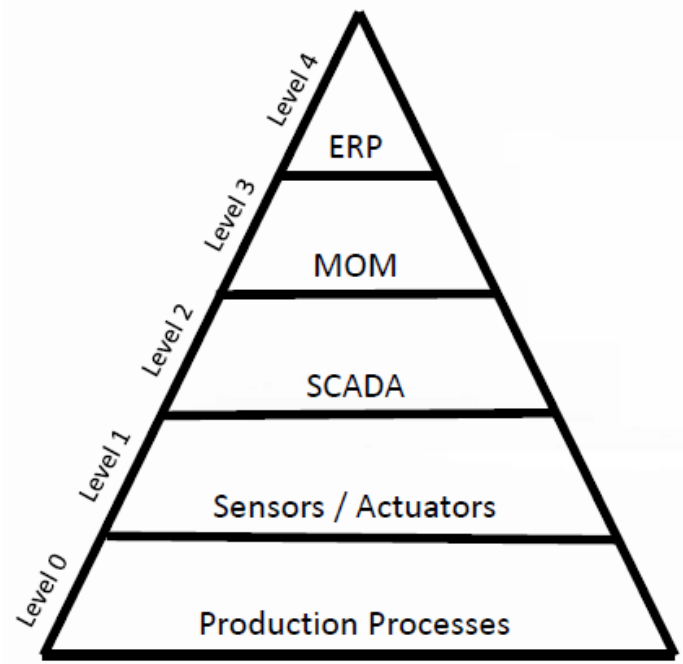 Level 4
ERP
Level 3
MOM
Level 2
SCADA
Level 1
Sensors / Actuators
Level 0
Production Processes